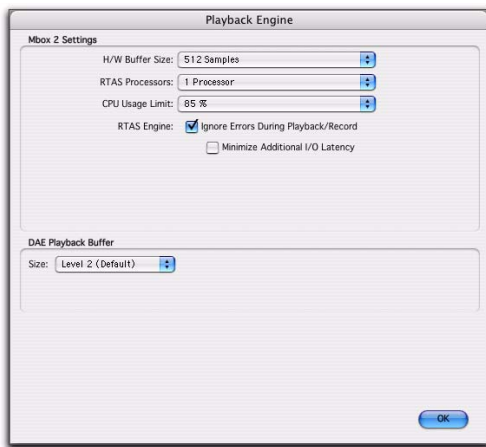 Playback Engine
Mbox 2 Settings
H/W Buffer Size: 512 Samples
RTAS Processors: 1 Processor
CPU Usage Limit: 85 %
RTAS Engine: Ignore Errors During Playback/Record
Minimize Additional I/O Latency
DAE Playback Buffer
Size: Level 2 (Default)
OK